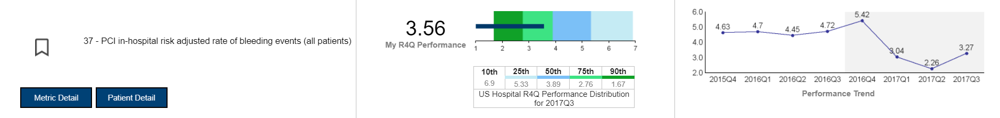 37 - PCI in-hospital risk adjusted rate of bleeding events (all patients)
Metric Detail
Patient Detail
3.56
My R4Q Performance
1 2 3 4 5 6 7
10th 25th 50th 75th 90th
6.9 5.33 3.89 2.76 1.67
US Hospital R4Q Performance Distribution
for 2017Q3
6.0
5.0
4.0
3.0
2.0
4.63 4.7 4.45 4.72 5.42 3.04 2.26 3.27
2015Q4 2016Q1 2016Q2 2016Q3 2016Q4 2017Q1 2017Q2 2017Q3
Performance Trend